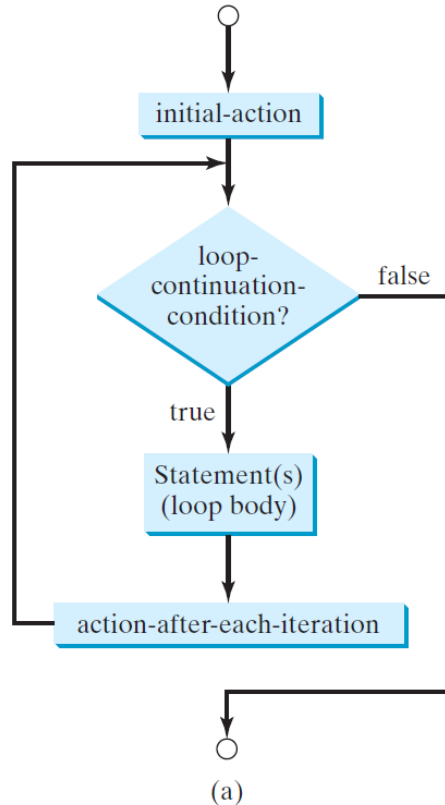 initial-action
loop-
continuation-
condition?
false
true
Statement(s)
(loop body)
action-after-each-iteration
(a)